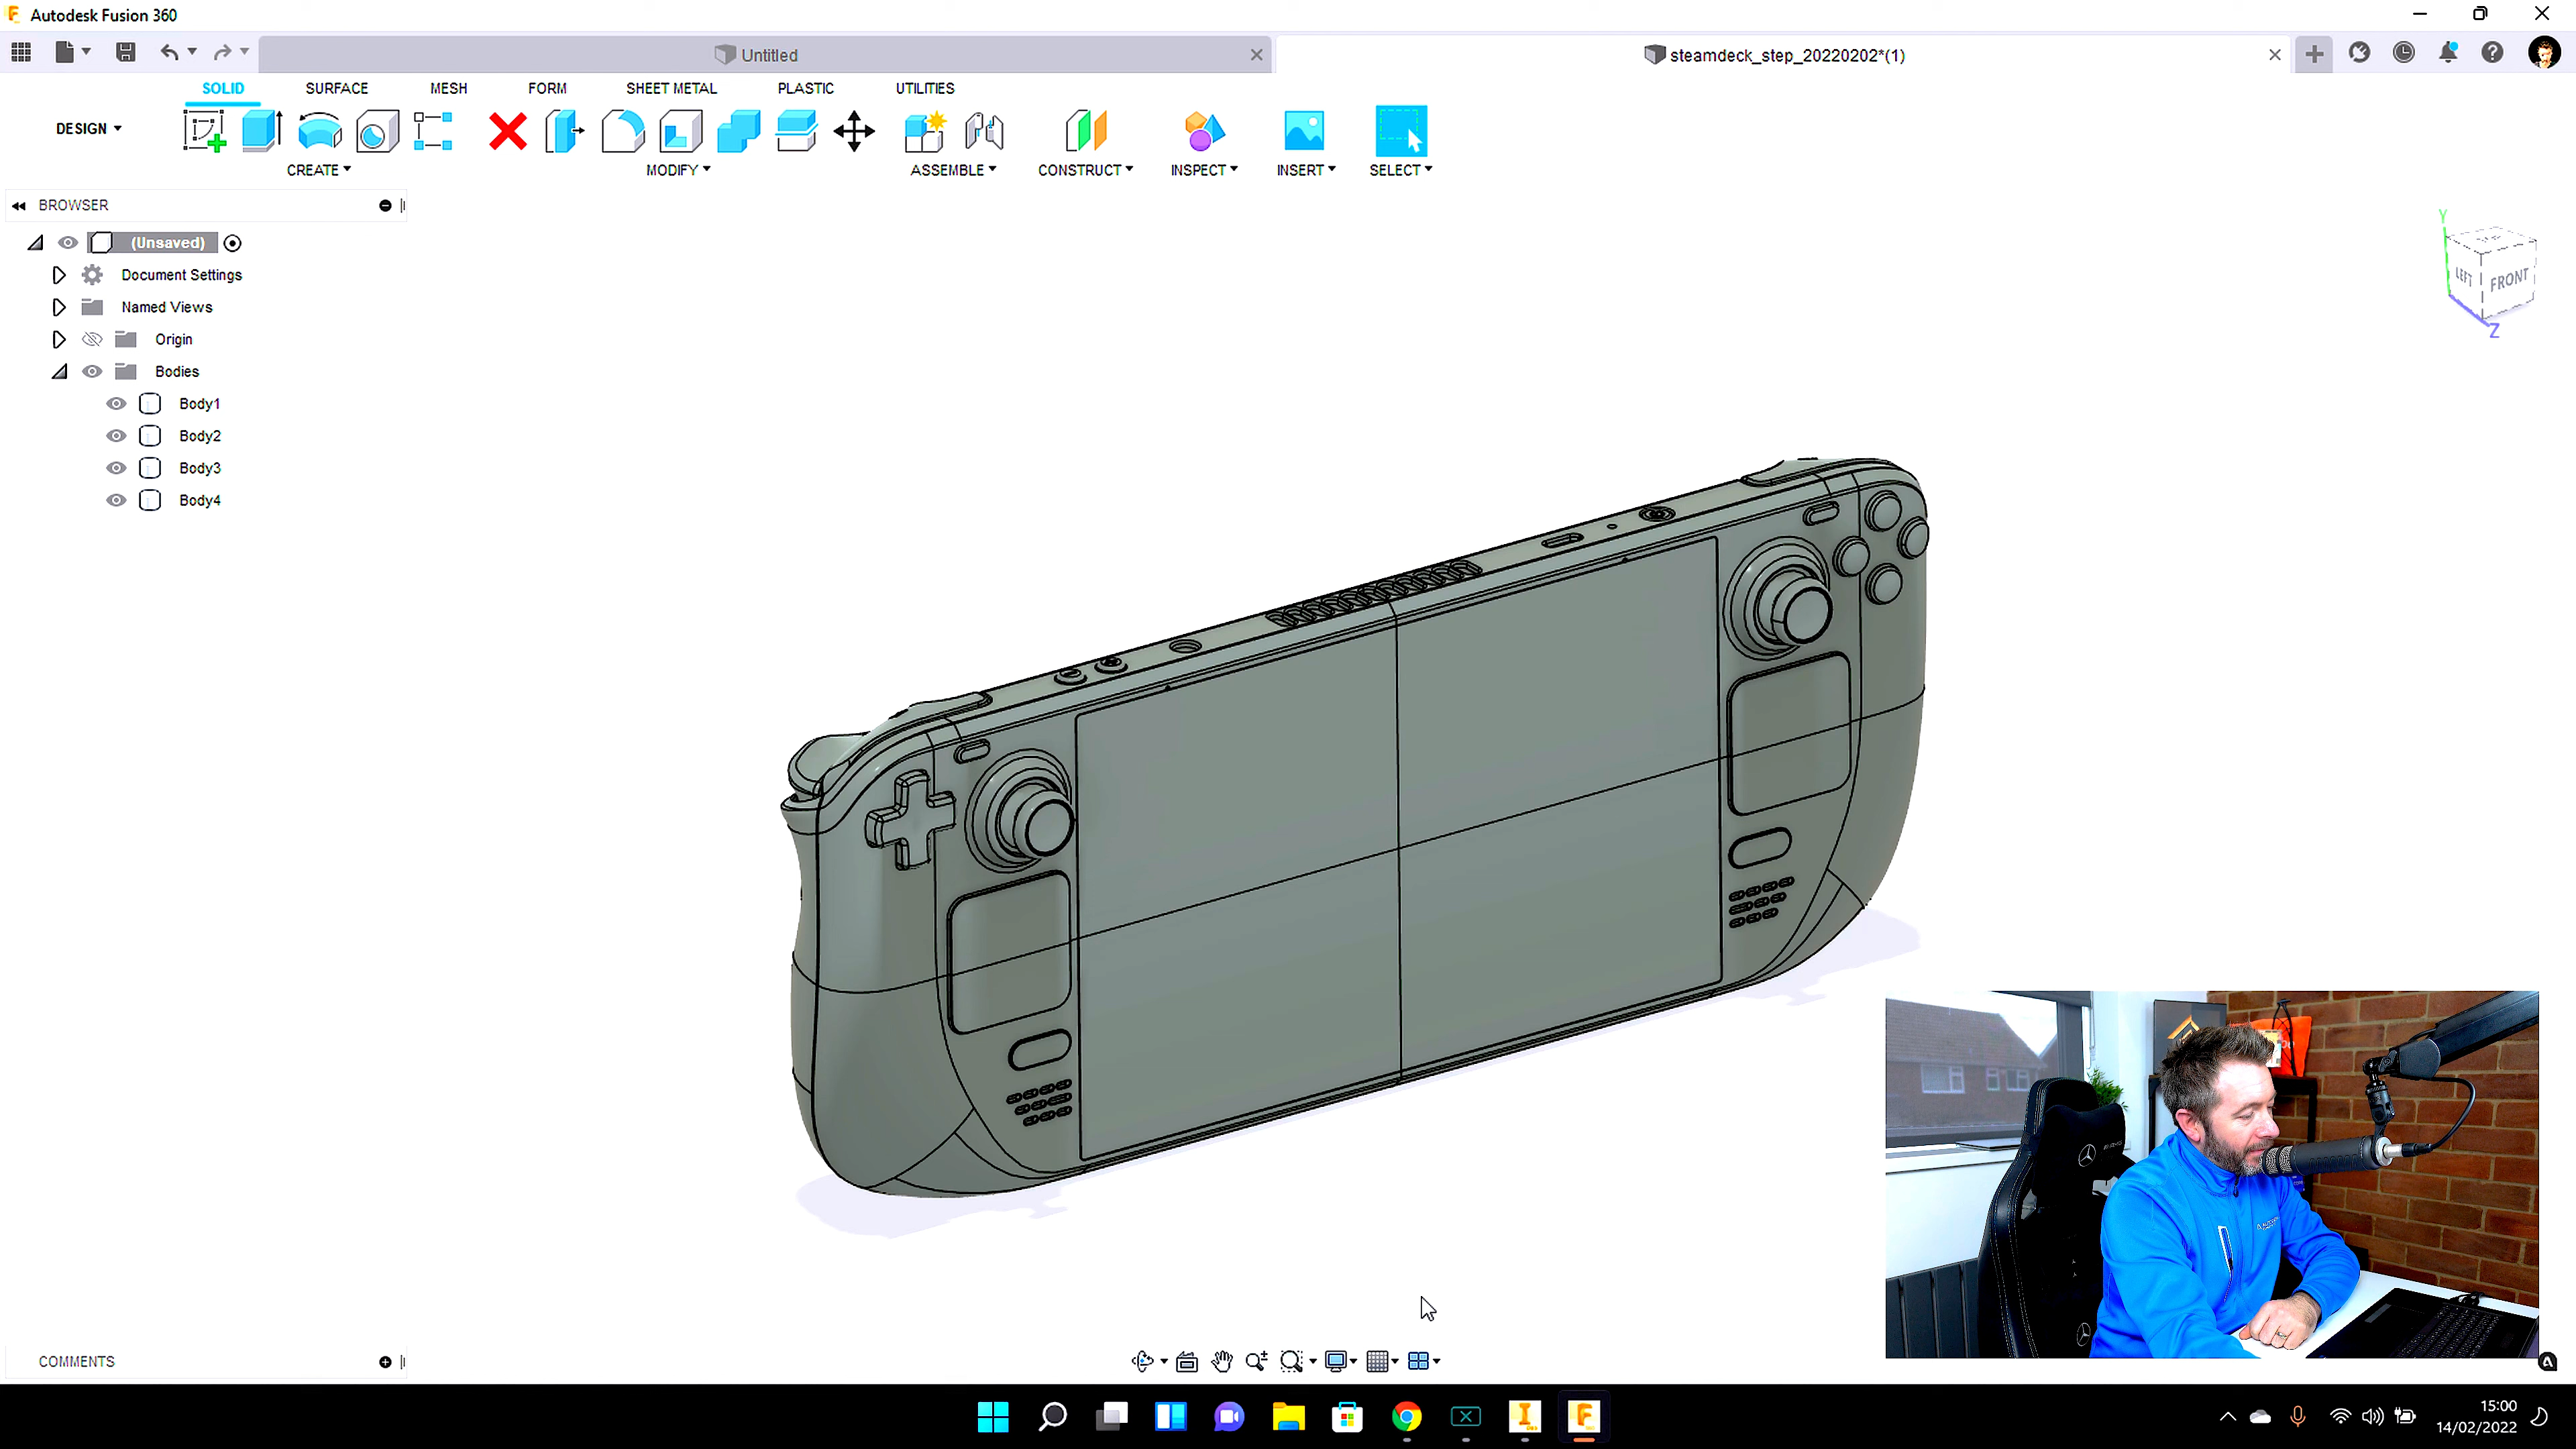 Autodesk Fusion 360
Untitled
steamdeck_step_20220202*(1)
SOLID SURFACE MESH FORM SHEET METAL PLASTIC UTILITIES
DESIGN
CREATE MODIFY ASSEMBLE CONSTRUCT INSPECT INSERT SELECT
BROWSER
(Unsaved)
Document Settings
Named Views
Origin
Bodies
Body1
Body2
Body3
Body4
Y
LEFT FRONT
Z
COMMENTS
A
15:00
14/02/2022